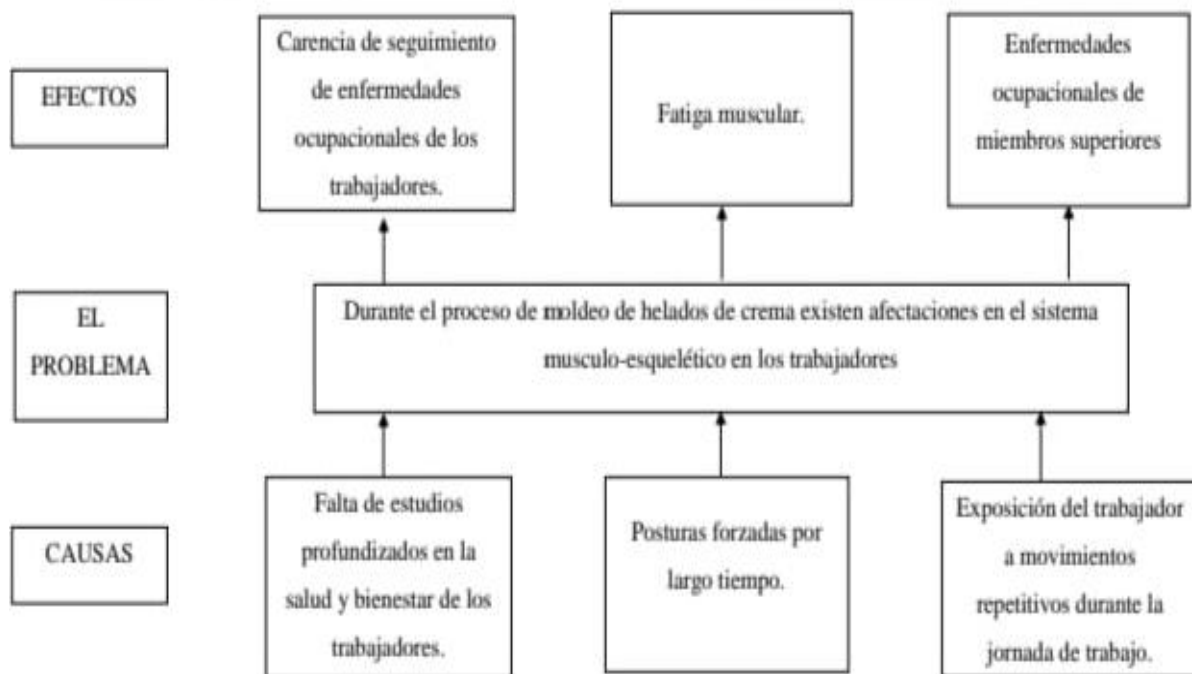 EFECTOS
Carencia de seguimiento
de enfermedades
ocupacionales de los
trabajadores.
Fatiga muscular.
Enfermedades
ocupacionales de
miembros superiores
EL
PROBLEMA
Durante el proceso de moldeo de helados de crema existen afectaciones en el sistema
musculo-esquelético en los trabajadores
CAUSAS
Falta de estudios
profundizados en la
salud y bienestar de los
trabajadores.
Posturas forzadas por
largo tiempo.
Exposición del trabajador
a movimientos
repetitivos durante la
jornada de trabajo.